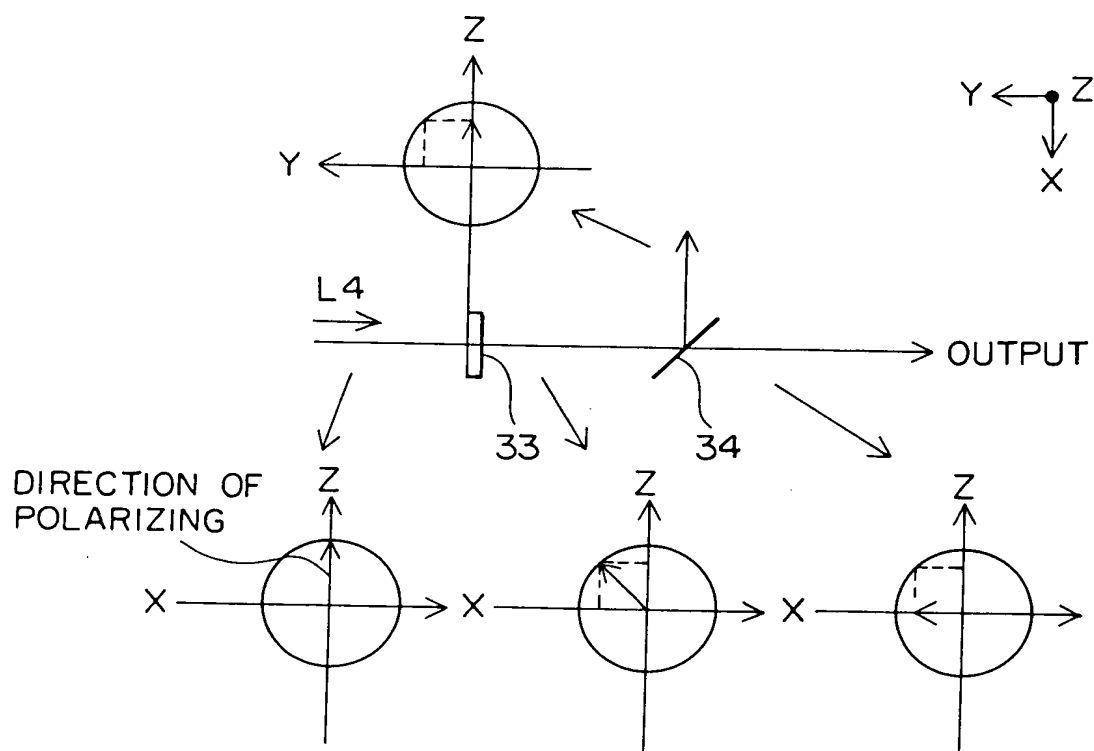 Z
Y
Y Z
X
L4
OUTPUT
33
34
DIRECTION OF
POLARIZING
Z
Z
Z
X
X
X